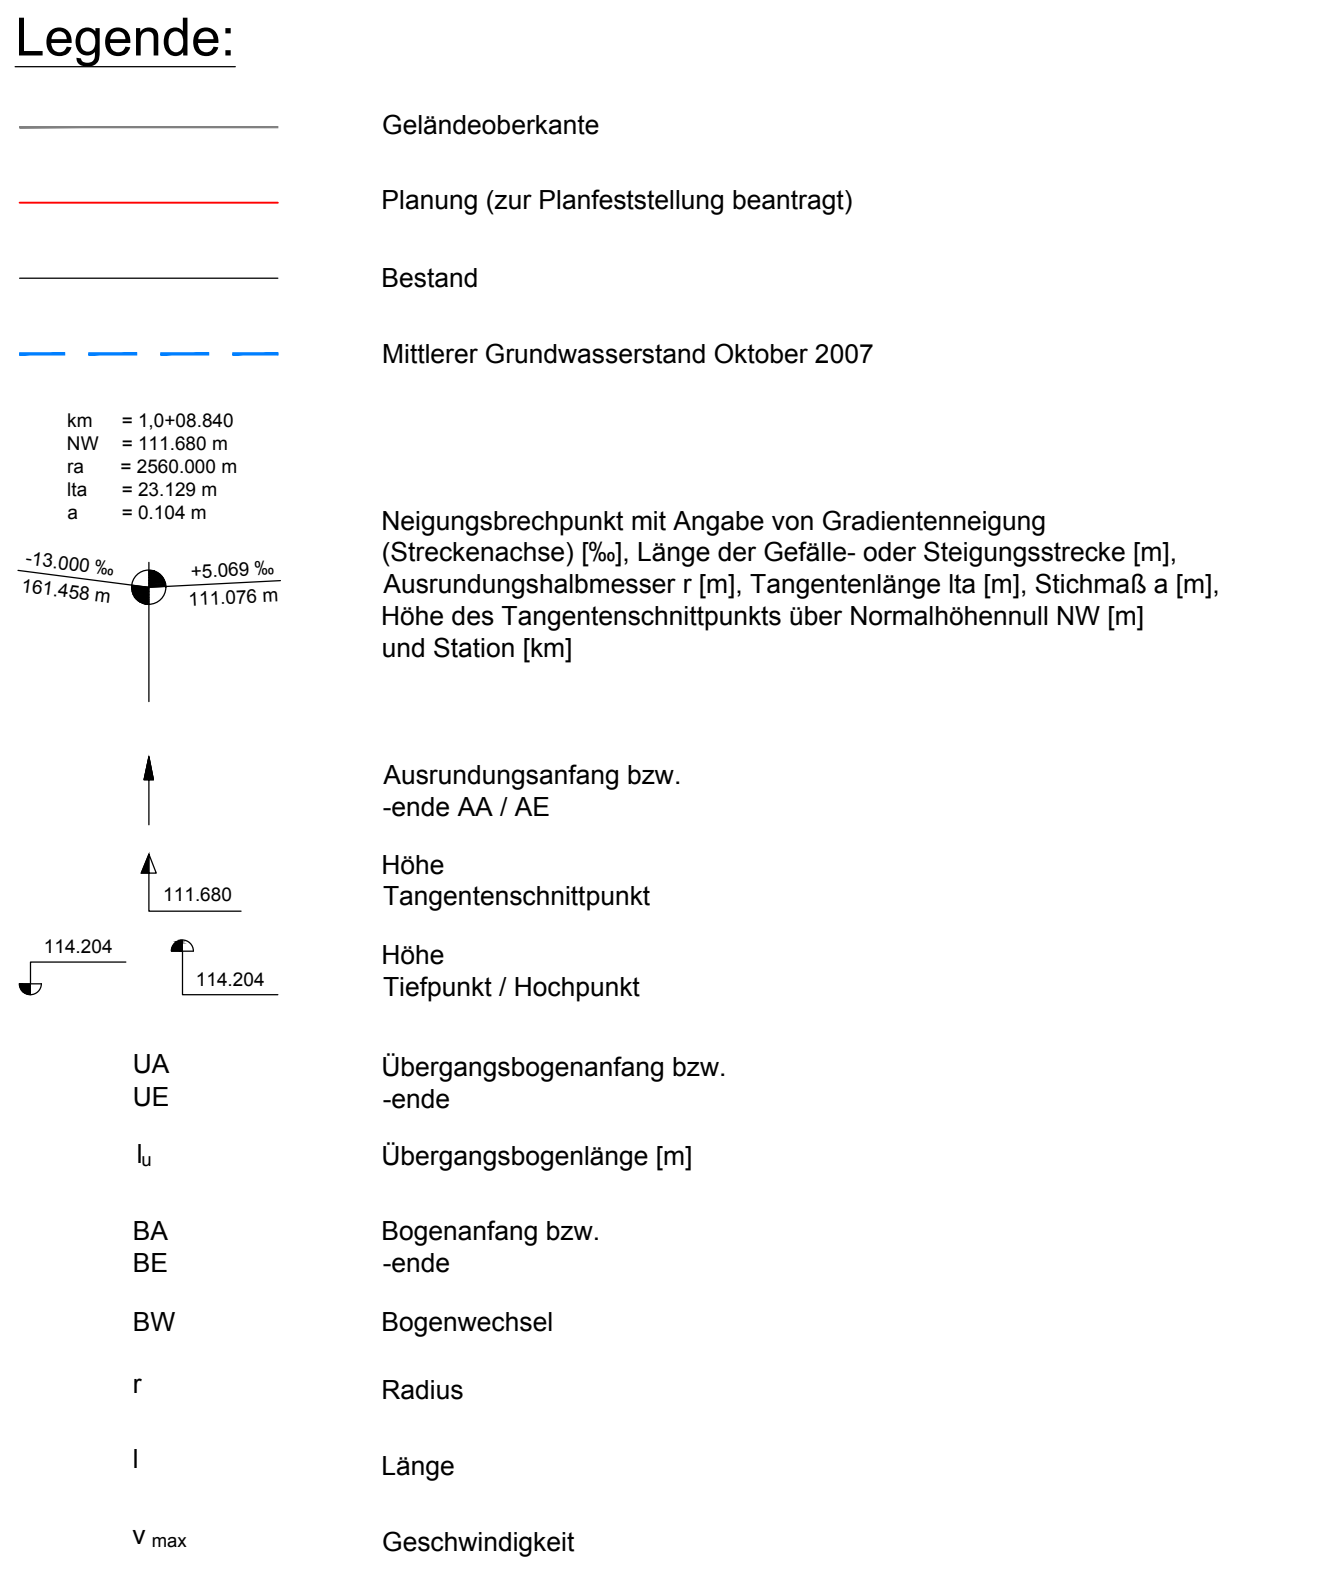 Legende:
Geländeoberkante
Planung (zur Planfeststellung beantragt)
Bestand
Mittlerer Grundwasserstand Oktober 2007
km = 1,0+08.840
NW = 111.680 m
ra = 2560.000 m
lta = 23.129 m
a = 0.104 m
-13.000 ‰
161.458 m
+5.069 ‰
111.076 m
Neigungsbrechpunkt mit Angabe von Gradientenneigung
(Streckenachse) [‰], Länge der Gefälle- oder Steigungsstrecke [m],
Ausrundungshalbmesser r [m], Tangentenlänge lta [m], Stichmaß a [m],
Höhe des Tangentenschnittpunkts über Normalhöhennull NW [m]
und Station [km]
Ausrundungsanfang bzw.
-ende AA / AE
111.680
Höhe
Tangentenschnittpunkt
114.204
114.204
Höhe
Tiefpunkt / Hochpunkt
UA Übergangsbogenanfang bzw.
UE -ende
lu Übergangsbogenlänge [m]
BA Bogenanfang bzw.
BE -ende
BW Bogenwechsel
r Radius
l Länge
v max Geschwindigkeit